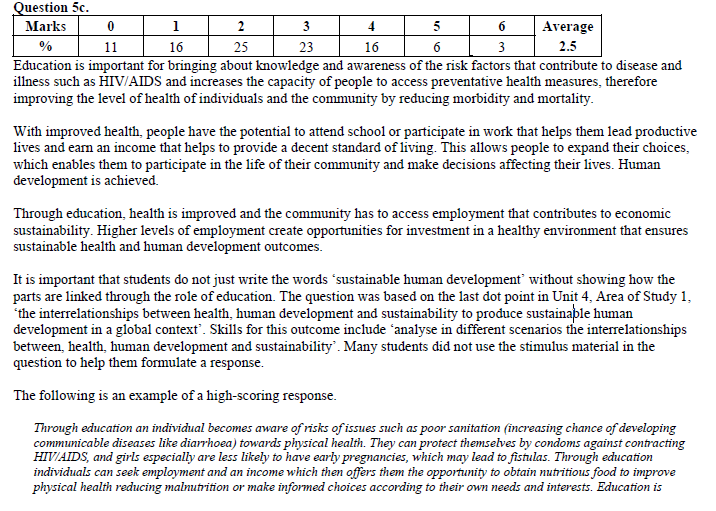 Question 5c.
Marks 0 1 2 3 4 5 6 Average
% 11 16 25 23 16 6 3 2.5
Education is important for bringing about knowledge and awareness of the risk factors that contribute to disease and
illness such as HIV/AIDS and increases the capacity of people to access preventative health measures, therefore
improving the level of health of individuals and the community by reducing morbidity and mortality.
With improved health, people have the potential to attend school or participate in work that helps them lead productive
lives and earn an income that helps to provide a decent standard of living. This allows people to expand their choices,
which enables them to participate in the life of their community and make decisions affecting their lives. Human
development is achieved.
Through education, health is improved and the community has to access employment that contributes to economic
sustainability. Higher levels of employment create opportunities for investment in a healthy environment that ensures
sustainable health and human development outcomes.
It is important that students do not just write the words ‘sustainable human development’ without showing how the
parts are linked through the role of education. The question was based on the last dot point in Unit 4, Area of Study 1,
‘the interrelationships between health, human development and sustainability to produce sustainable human
development in a global context’. Skills for this outcome include ‘analyse in different scenarios the interrelationships
between, health, human development and sustainability’. Many students did not use the stimulus material in the
question to help them formulate a response.
The following is an example of a high-scoring response.
Through education an individual becomes aware of risks of issues such as poor sanitation (increasing chance of developing
communicable diseases like diarrhoea) towards physical health. They can protect themselves by condoms against contracting
HIV/AIDS, and girls especially are less likely to have early pregnancies, which may lead to fistulas. Through education
individuals can seek employment and an income which then offers them the opportunity to obtain nutritious food to improve
physical health reducing malnutrition or make informed choices according to their own needs and interests. Education is